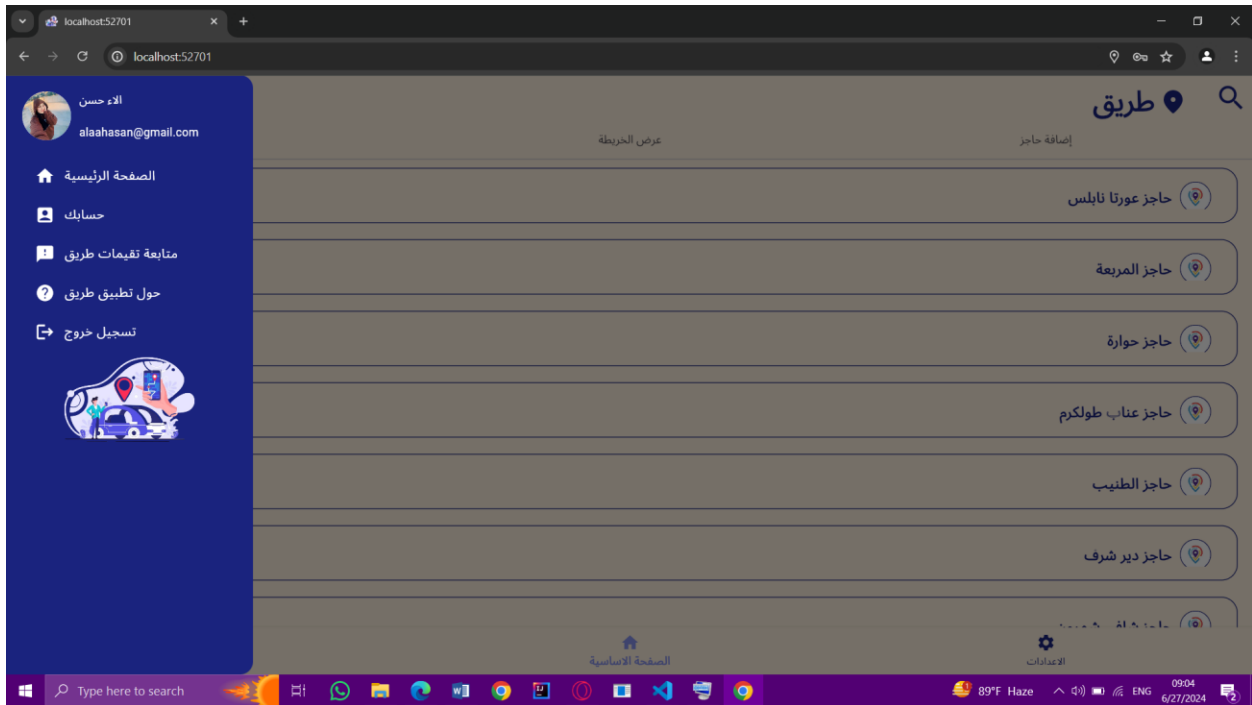 localhost:52701
localhost:52701
الاء حسن
alaahasan@gmail.com
الصفحة الرئيسية
حسابك
متابعة تقيمات طريق
حول تطبيق طريق
تسجيل خروج
طريق
إضافة حاجز
عرض الخريطة
حاجز عورتا نابلس
حاجز المربعة
حاجز حوارة
حاجز عناب طولكرم
حاجز الطنيب
حاجز دير شرف
الاعدادات
الصفحة الاساسية
Type here to search
89°F Haze
ENG
09:04
6/27/2024
2